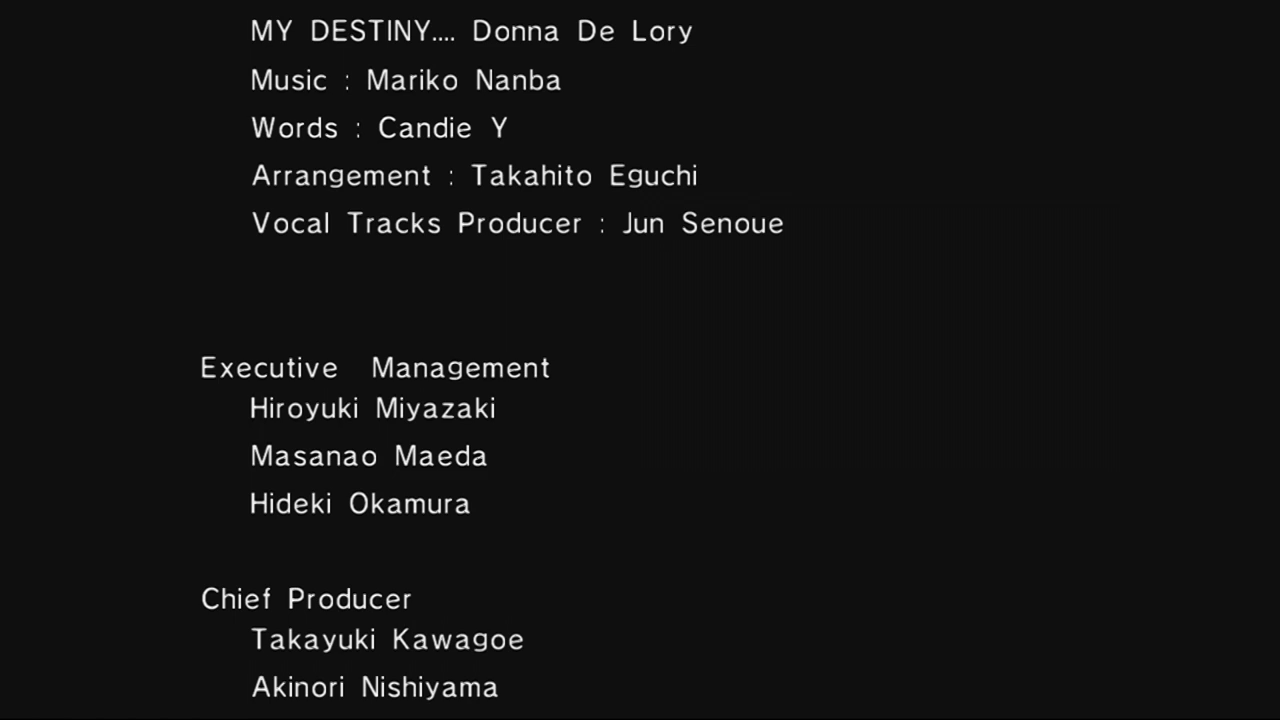 MY DESTINY.... Donna De Lory
Music : Mariko Nanba
Words : Candie Y
Arrangement : Takahito Eguchi
Vocal Tracks Producer : Jun Senoue
Executive Management
Hiroyuki Miyazaki
Masanao Maeda
Hideki Okamura
Chief Producer
Takayuki Kawagoe
Akinori Nishiyama